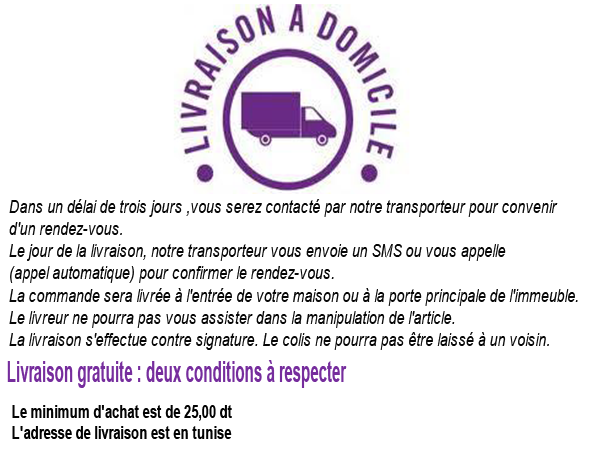 LIVRAISON A DOMICILE
Dans un délai de trois jours ,vous serez contacté par notre transporteur pour convenir
d'un rendez-vous.
Le jour de la livraison, notre transporteur vous envoie un SMS ou vous appelle
(appel automatique) pour confirmer le rendez-vous.
La commande sera livrée à l'entrée de votre maison ou à la porte principale de l'immeuble.
Le livreur ne pourra pas vous assister dans la manipulation de l'article.
La livraison s'effectue contre signature. Le colis ne pourra pas être laissé à un voisin.
Livraison gratuite : deux conditions à respecter
Le minimum d'achat est de 25,00 dt
L'adresse de livraison est en tunise